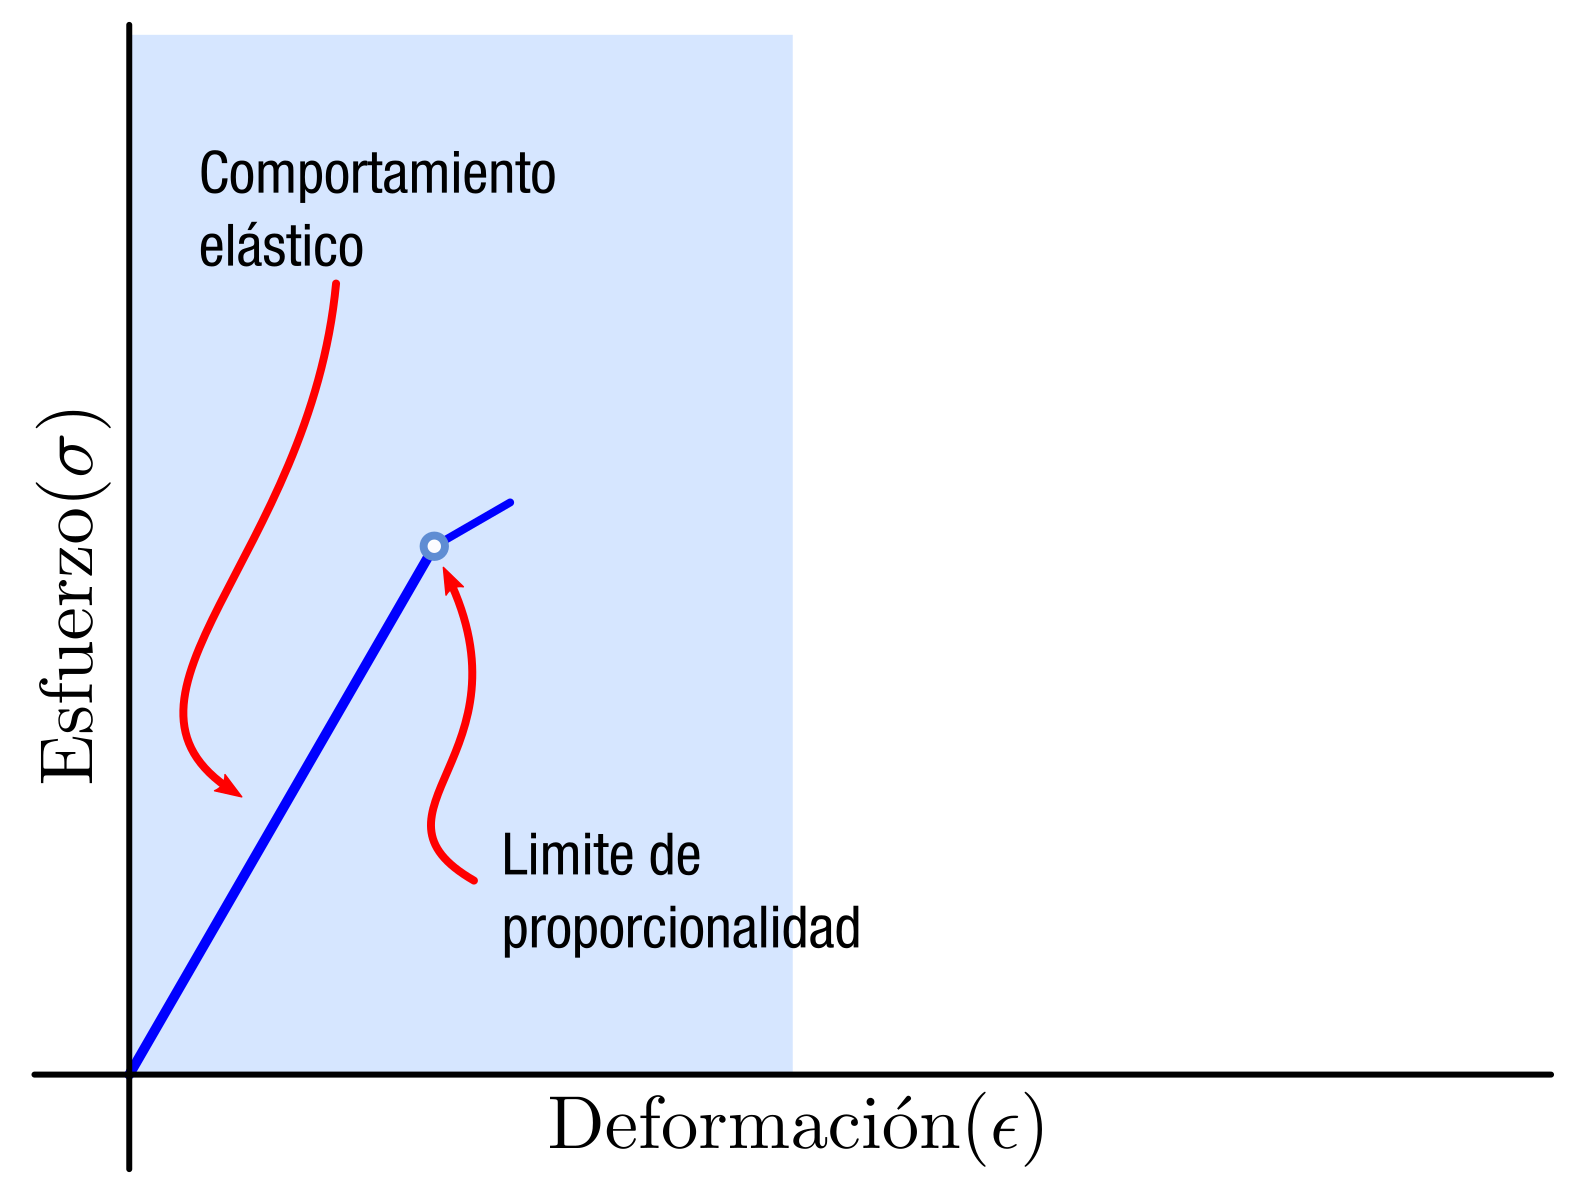 Comportamiento
elástico
Esfuerzo(σ)
Limite de
proporcionalidad
Deformación(ϵ)